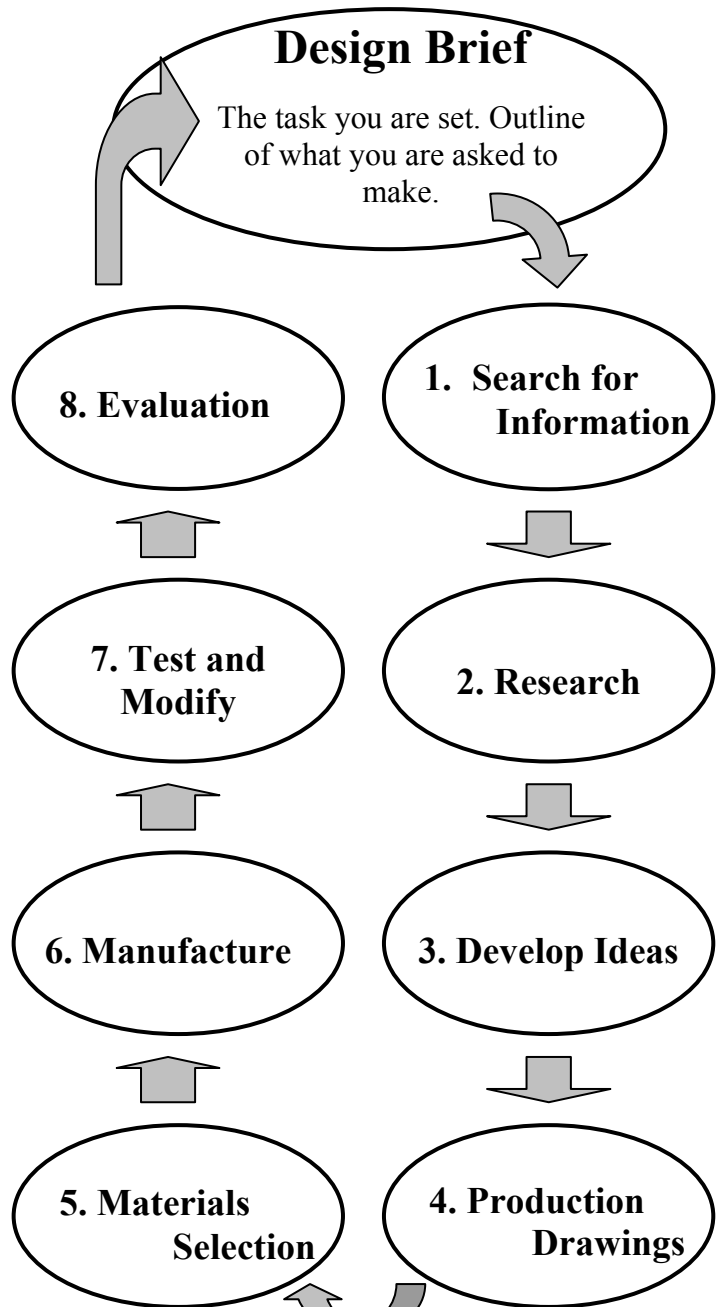 Design Brief
The task you are set. Outline
of what you are asked to
make.
1. Search for
Information
2. Research
3. Develop Ideas
4. Production
Drawings
5. Materials
Selection
6. Manufacture
7. Test and
Modify
8. Evaluation